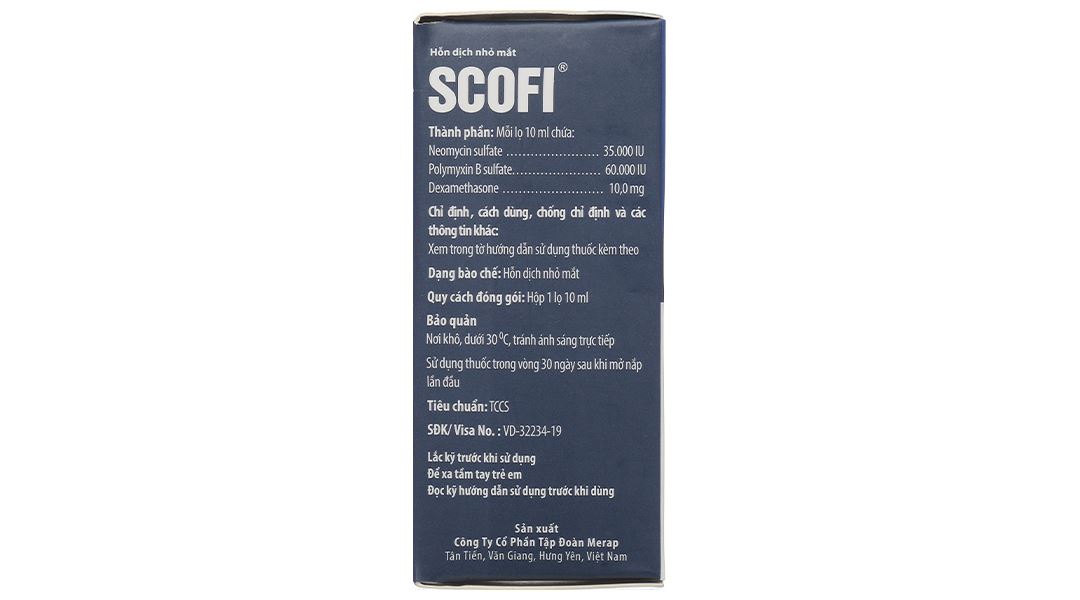 Hỗn dịch nhỏ mắt
SCOFI®
Thành phần: Mỗi lọ 10 ml chứa:
Neomycin sulfate ....................... 35.000 IU
Polymyxin B sulfate...................... 60.000 IU
Dexamethasone ......................... 10,0 mg
Chỉ định, cách dùng, chống chỉ định và các
thông tin khác:
Xem trong tờ hướng dẫn sử dụng thuốc kèm theo
Dạng bào chế: Hỗn dịch nhỏ mắt
Quy cách đóng gói: Hộp 1 lọ 10 ml
Bảo quản
Nơi khô, dưới 30 ⁰C, tránh ánh sáng trực tiếp
Sử dụng thuốc trong vòng 30 ngày sau khi mở nắp
lần đầu
Tiêu chuẩn: TCCS
SĐK/ Visa No. : VD-32234-19
Lắc kỹ trước khi sử dụng
Để xa tầm tay trẻ em
Đọc kỹ hướng dẫn sử dụng trước khi dùng
Sản xuất
Công Ty Cổ Phần Tập Đoàn Merap
Tân Tiến, Văn Giang, Hưng Yên, Việt Nam